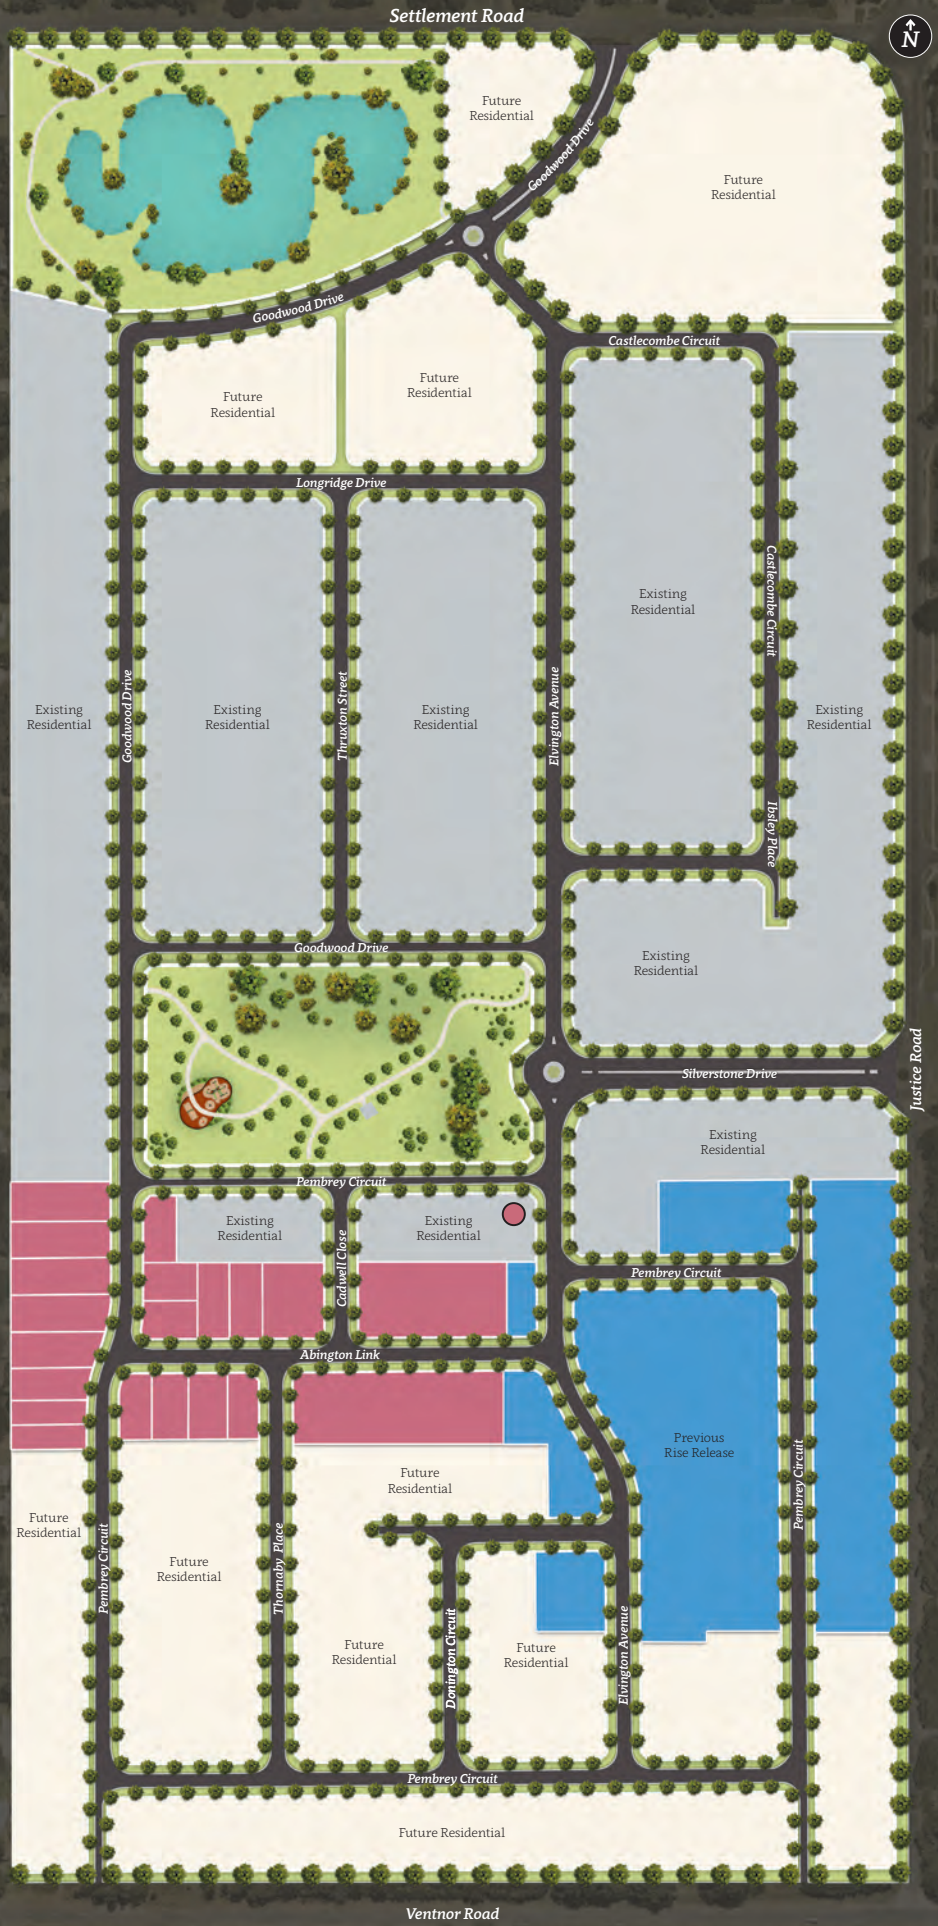 Settlement Road
N
Future
Residential
Goodwood Drive
Future
Residential
Goodwood Drive
Castlecombe Circuit
Future
Residential
Future
Residential
Longridge Drive
Castlecombe Circuit
Existing
Residential
Existing
Residential
Goodwood Drive
Existing
Residential
Thruxton Street
Existing
Residential
Elvington Avenue
Existing
Residential
Ibsley Place
Goodwood Drive
Existing
Residential
Silverstone Drive
Justice Road
Existing
Residential
Pembrey Circuit
Existing
Residential
Cadwell Close
Existing
Residential
Pembrey Circuit
Abington Link
Previous
Rise Release
Future
Residential
Pembrey Circuit
Future
Residential
Pembrey Circuit
Future
Residential
Thornaby Place
Future
Residential
Donington Circuit
Future
Residential
Elvington Avenue
Pembrey Circuit
Future Residential
Ventnor Road